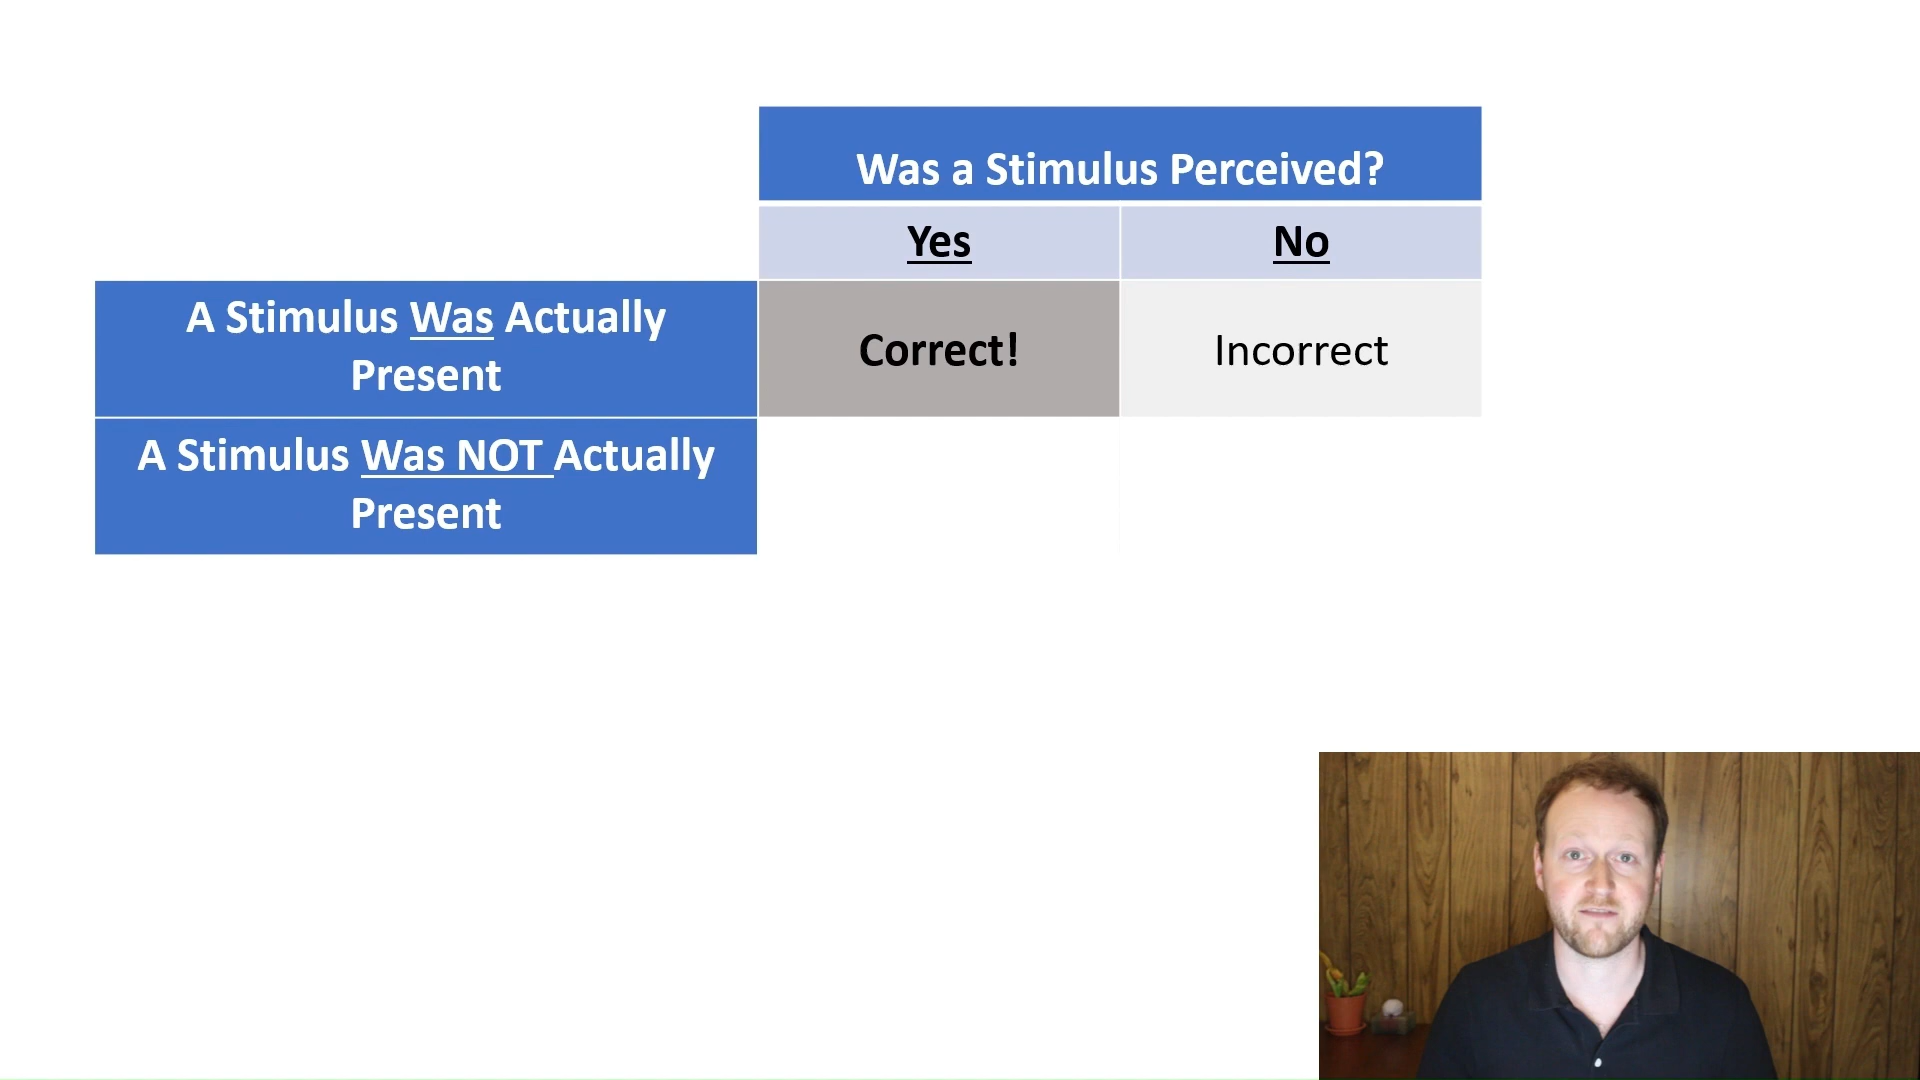 Was a Stimulus Perceived?
Yes
No
A Stimulus Was Actually
Present
Correct!
Incorrect
A Stimulus Was NOT Actually
Present